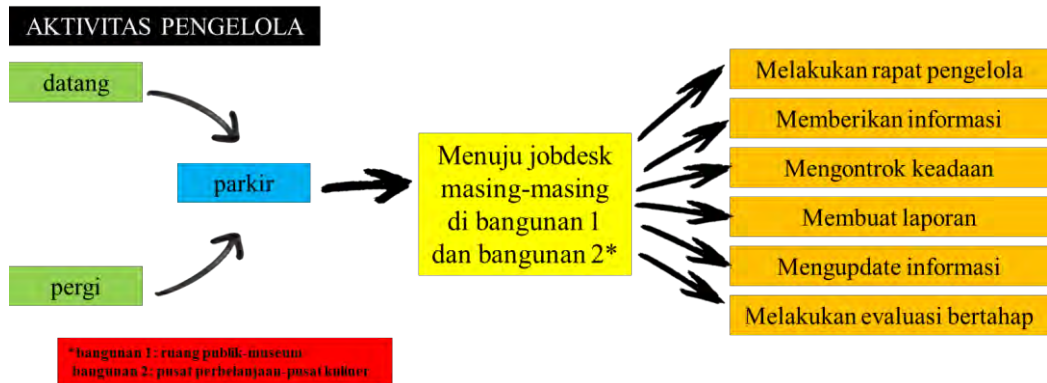 AKTIVITAS PENGELOLA
datang
parkir
pergi
Menuju jobdesk
masing-masing
di bangunan 1
dan bangunan 2*
Melakukan rapat pengelola
Memberikan informasi
Mengontrok keadaan
Membuat laporan
Mengupdate informasi
Melakukan evaluasi bertahap
*bangunan 1: ruang publik-museum
bangunan 2: pusat perbelanjaan-pusat kuliner